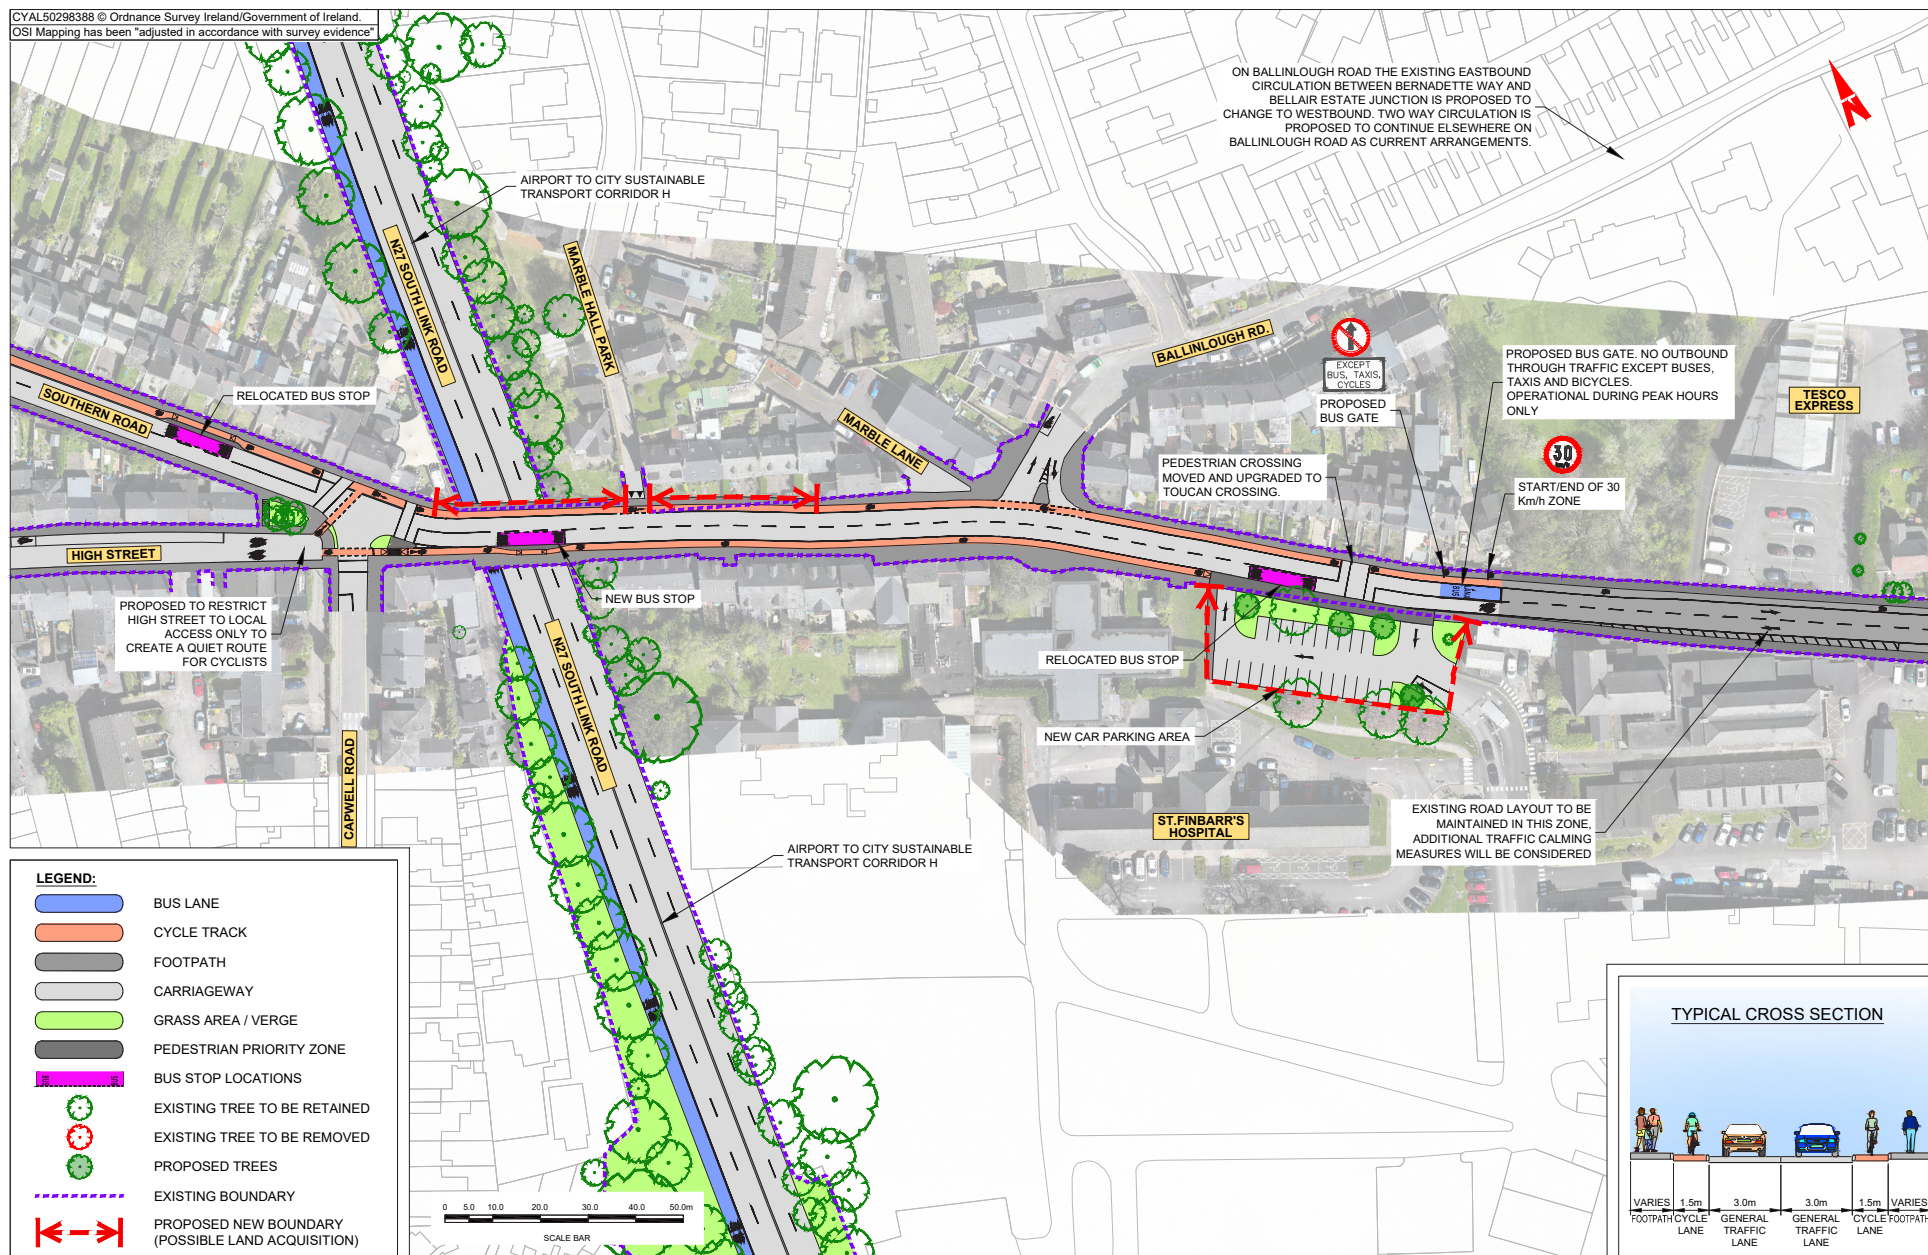 CYAL50298388 © Ordnance Survey Ireland/Government of Ireland.
OSI Mapping has been "adjusted in accordance with survey evidence"
ON BALLINLOUGH ROAD THE EXISTING EASTBOUND
CIRCULATION BETWEEN BERNADETTE WAY AND
BELLAIR ESTATE JUNCTION IS PROPOSED TO
CHANGE TO WESTBOUND. TWO WAY CIRCULATION IS
PROPOSED TO CONTINUE ELSEWHERE ON
BALLINLOUGH ROAD AS CURRENT ARRANGEMENTS.
N
AIRPORT TO CITY SUSTAINABLE
TRANSPORT CORRIDOR H
N27 SOUTH LINK ROAD
MARBLE HALL PARK
BALLINLOUGH RD.
EXCEPT
BUS, TAXIS,
CYCLES
PROPOSED
BUS GATE
PROPOSED BUS GATE. NO OUTBOUND
THROUGH TRAFFIC EXCEPT BUSES,
TAXIS AND BICYCLES.
OPERATIONAL DURING PEAK HOURS
ONLY
TESCO
EXPRESS
RELOCATED BUS STOP
SOUTHERN ROAD
MARBLE LANE
PEDESTRIAN CROSSING
MOVED AND UPGRADED TO
TOUCAN CROSSING.
30
START/END OF 30
Km/h ZONE
HIGH STREET
BUS
LANE
PROPOSED TO RESTRICT
HIGH STREET TO LOCAL
ACCESS ONLY TO
CREATE A QUIET ROUTE
FOR CYCLISTS
NEW BUS STOP
N27 SOUTH LINK ROAD
RELOCATED BUS STOP
NEW CAR PARKING AREA
CAPWELL ROAD
ST.FINBARR'S
HOSPITAL
EXISTING ROAD LAYOUT TO BE
MAINTAINED IN THIS ZONE,
ADDITIONAL TRAFFIC CALMING
MEASURES WILL BE CONSIDERED
AIRPORT TO CITY SUSTAINABLE
TRANSPORT CORRIDOR H
LEGEND:
BUS LANE
CYCLE TRACK
FOOTPATH
CARRIAGEWAY
GRASS AREA / VERGE
PEDESTRIAN PRIORITY ZONE
BUS STOP LOCATIONS
EXISTING TREE TO BE RETAINED
EXISTING TREE TO BE REMOVED
PROPOSED TREES
EXISTING BOUNDARY
PROPOSED NEW BOUNDARY
(POSSIBLE LAND ACQUISITION)
0 5.0 10.0 20.0 30.0 40.0 50.0m
SCALE BAR
TYPICAL CROSS SECTION
VARIES 1.5m 3.0m 3.0m 1.5m VARIES
FOOTPATH CYCLE LANE GENERAL TRAFFIC LANE GENERAL TRAFFIC LANE CYCLE LANE FOOTPATH